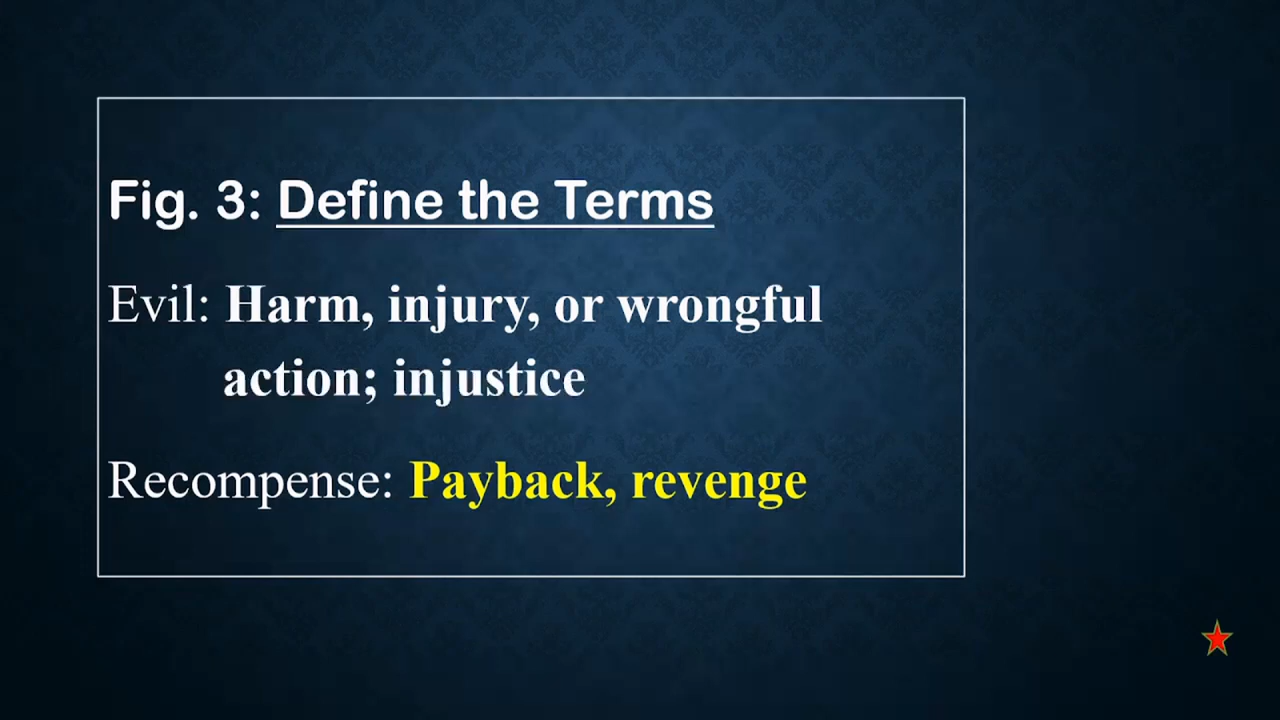 Fig. 3: Define the Terms
Evil: Harm, injury, or wrongful
action; injustice
Recompense: Payback, revenge